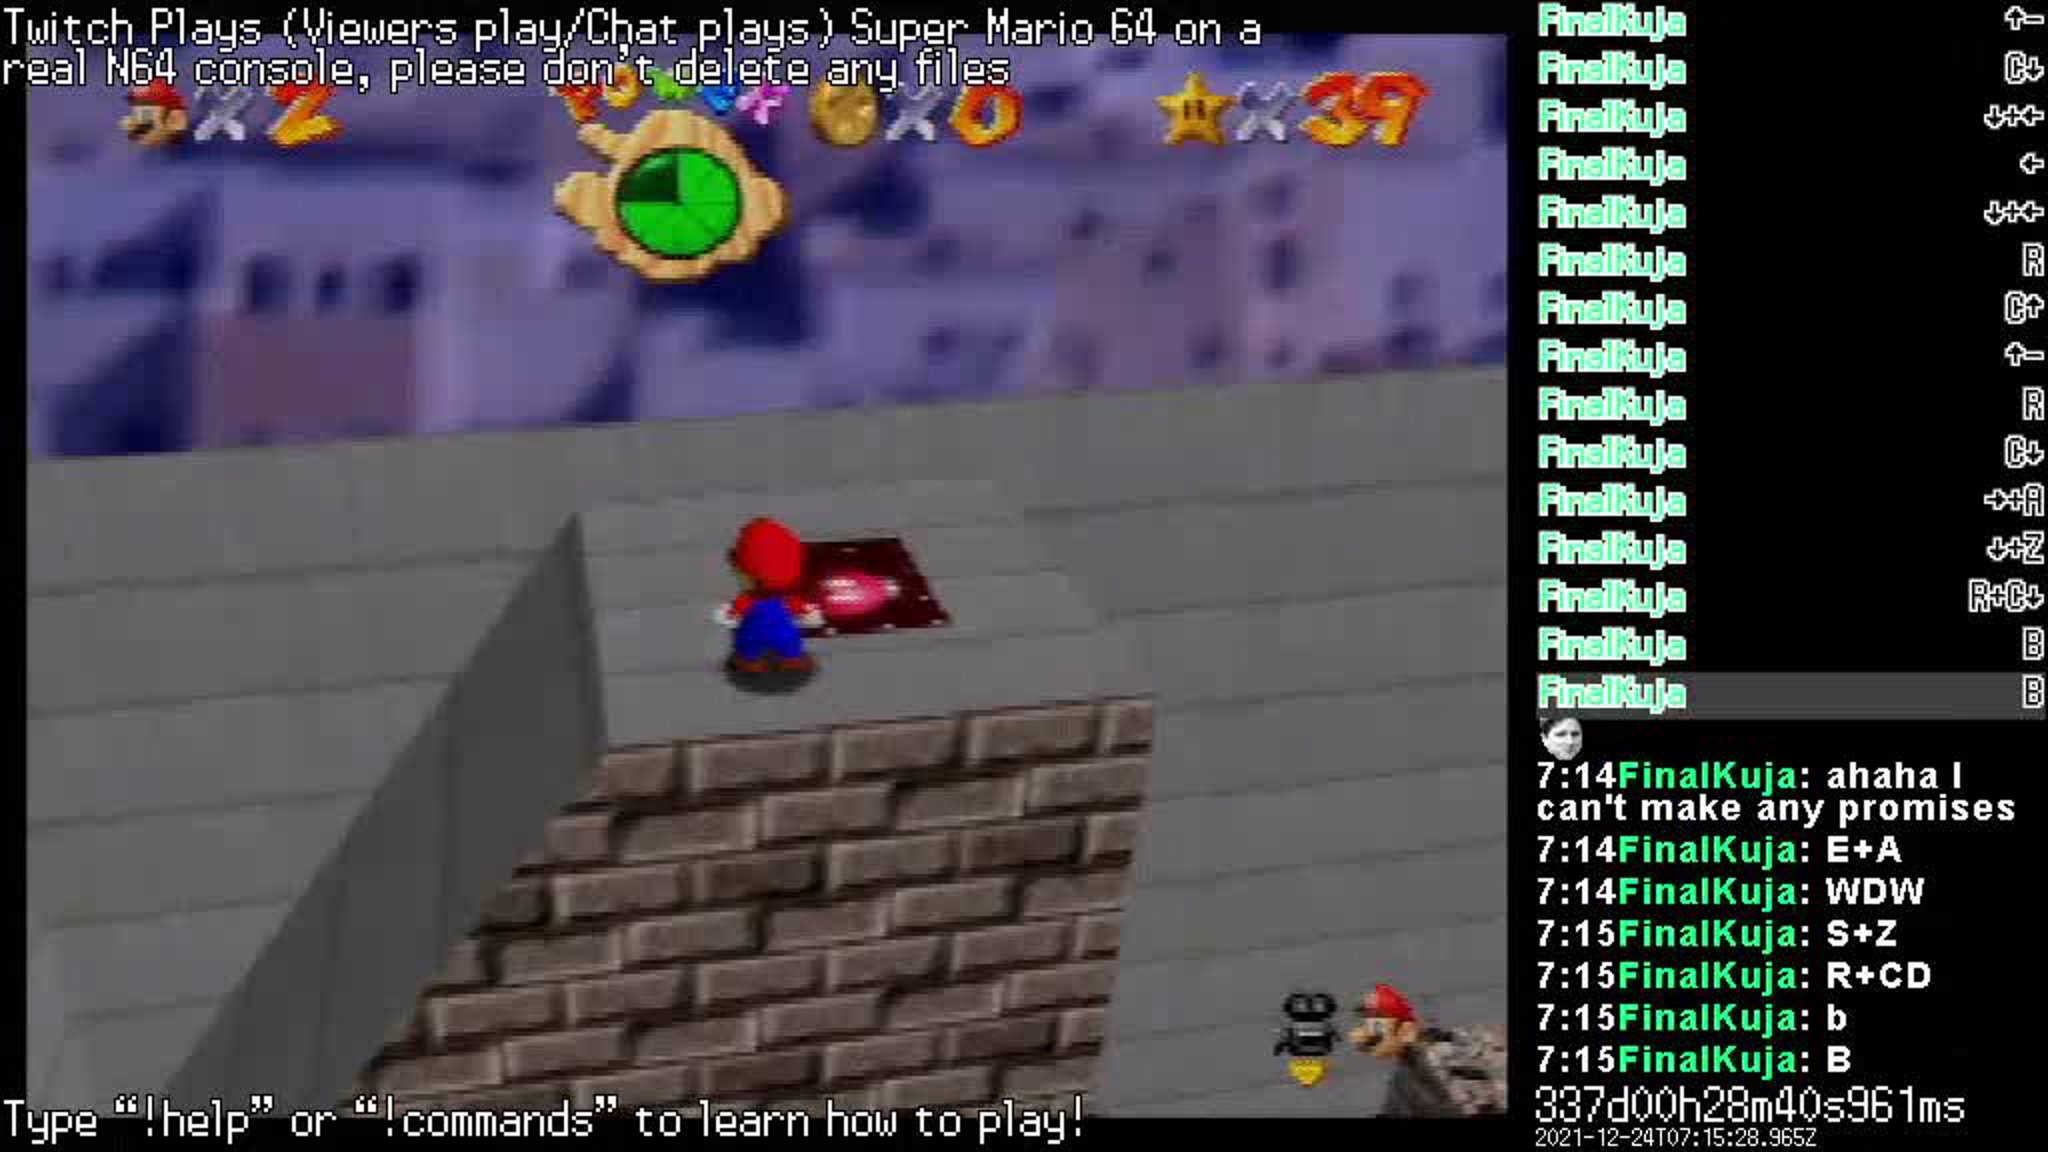 Twitch Plays (Viewers play/Chat plays) Super Mario 64 on a
real N64 console, please don't delete any files
×2
×0
×39
FinalKuja ↑-
FinalKuja C↓
FinalKuja ↓+←
FinalKuja ←
FinalKuja ↓+←
FinalKuja R
FinalKuja C↑
FinalKuja ↑-
FinalKuja R
FinalKuja C↓
FinalKuja →+A
FinalKuja ↓+Z
FinalKuja R+C↓
FinalKuja B
FinalKuja B
7:14FinalKuja: ahaha I
can't make any promises
7:14FinalKuja: E+A
7:14FinalKuja: WDW
7:15FinalKuja: S+Z
7:15FinalKuja: R+CD
7:15FinalKuja: b
7:15FinalKuja: B
337d00h28m40s961ms
2021-12-24T07:15:28.965Z
Type “!help” or “!commands” to learn how to play!